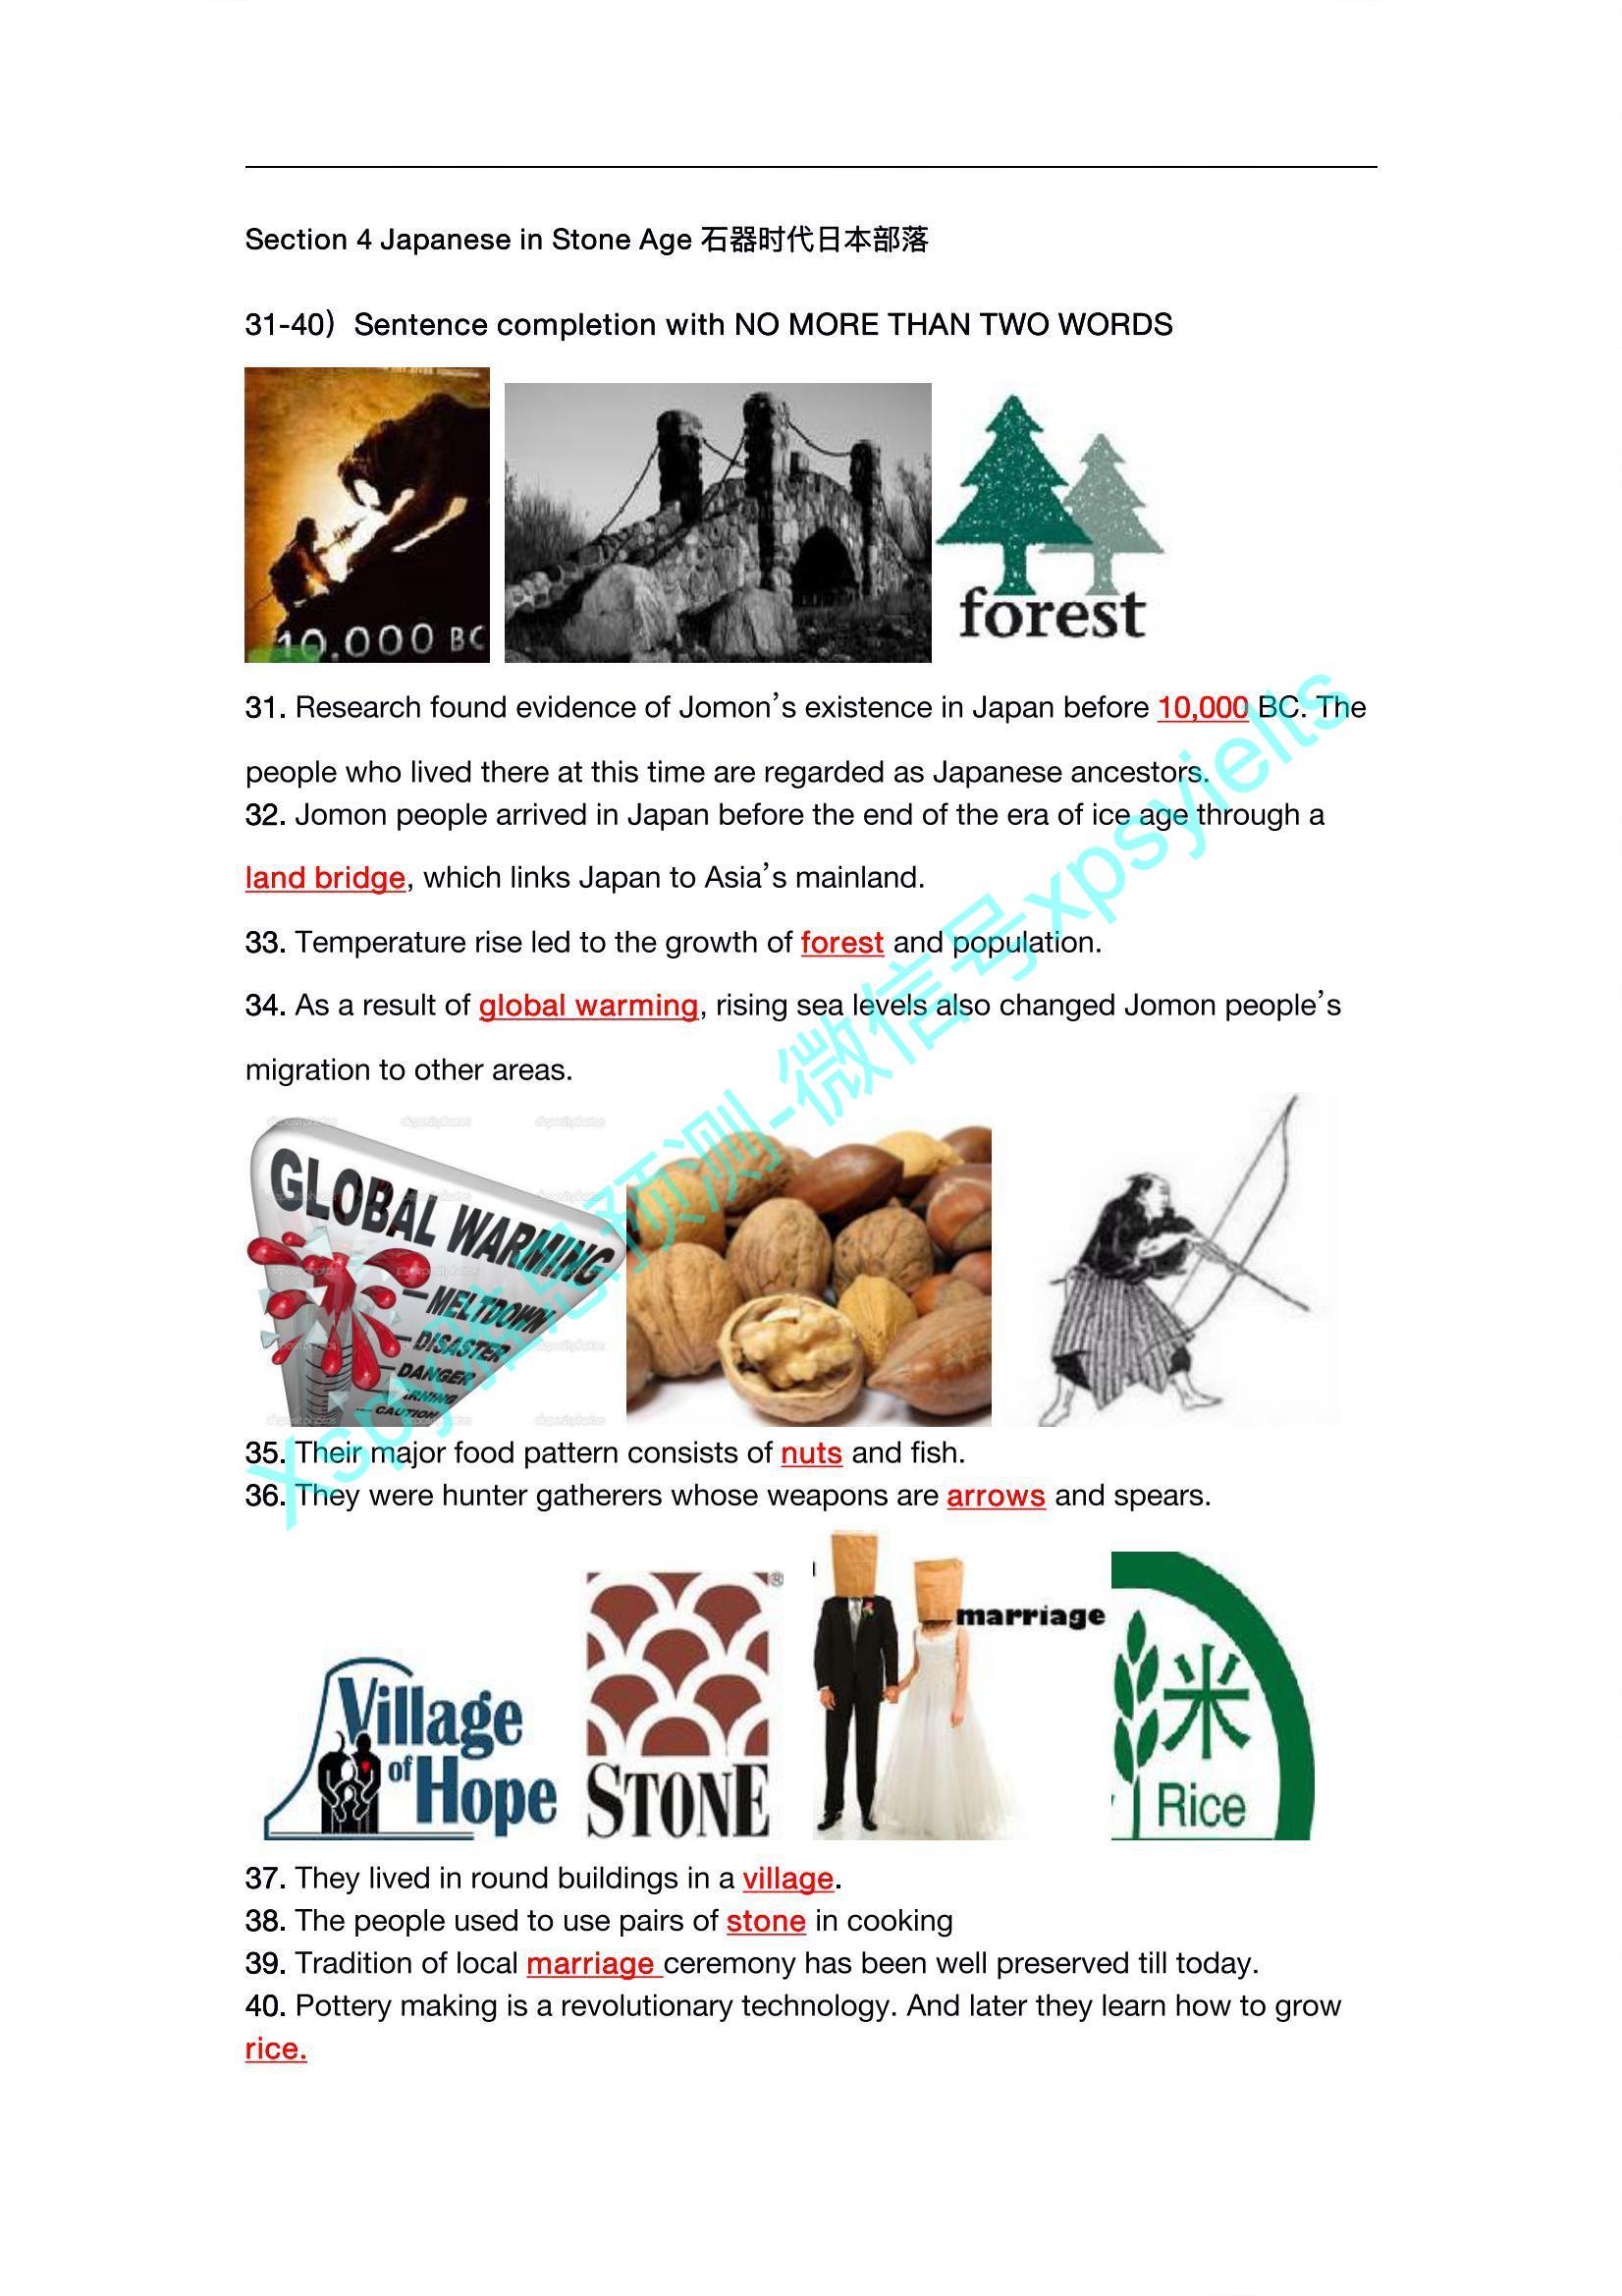 Section 4 Japanese in Stone Age 石器时代日本部落
31-40）Sentence completion with NO MORE THAN TWO WORDS
10,000 BC
forest
31. Research found evidence of Jomon’s existence in Japan before 10,000 BC. The
people who lived there at this time are regarded as Japanese ancestors.
32. Jomon people arrived in Japan before the end of the era of ice age through a
land bridge, which links Japan to Asia’s mainland.
33. Temperature rise led to the growth of forest and population.
34. As a result of global warming, rising sea levels also changed Jomon people’s
migration to other areas.
GLOBAL WARMING
MELTDOWN
DISASTER
DANGER
CAUTION
35. Their major food pattern consists of nuts and fish.
36. They were hunter gatherers whose weapons are arrows and spears.
Village
of Hope
STONE
®
marriage
米
Rice
37. They lived in round buildings in a village.
38. The people used to use pairs of stone in cooking
39. Tradition of local marriage ceremony has been well preserved till today.
40. Pottery making is a revolutionary technology. And later they learn how to grow
rice.
Xspy雅思预测-微信号xpsyielts